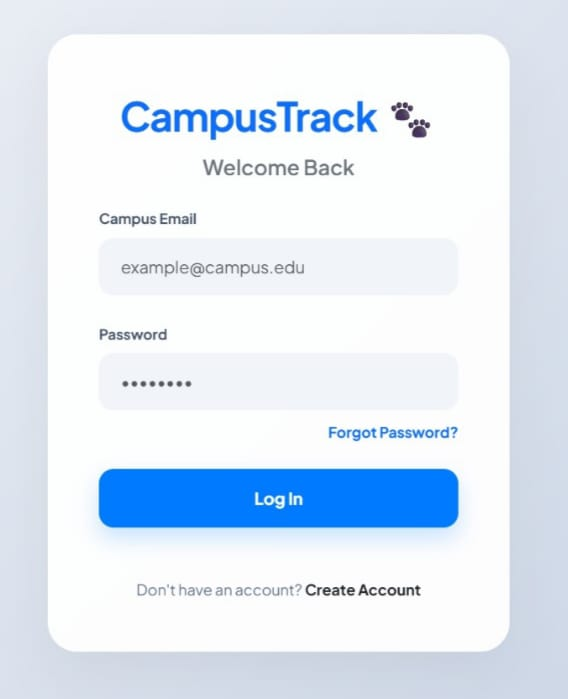 CampusTrack 🐾
Welcome Back
Campus Email
example@campus.edu
Password
••••••••
Forgot Password?
Log In
Don't have an account? Create Account